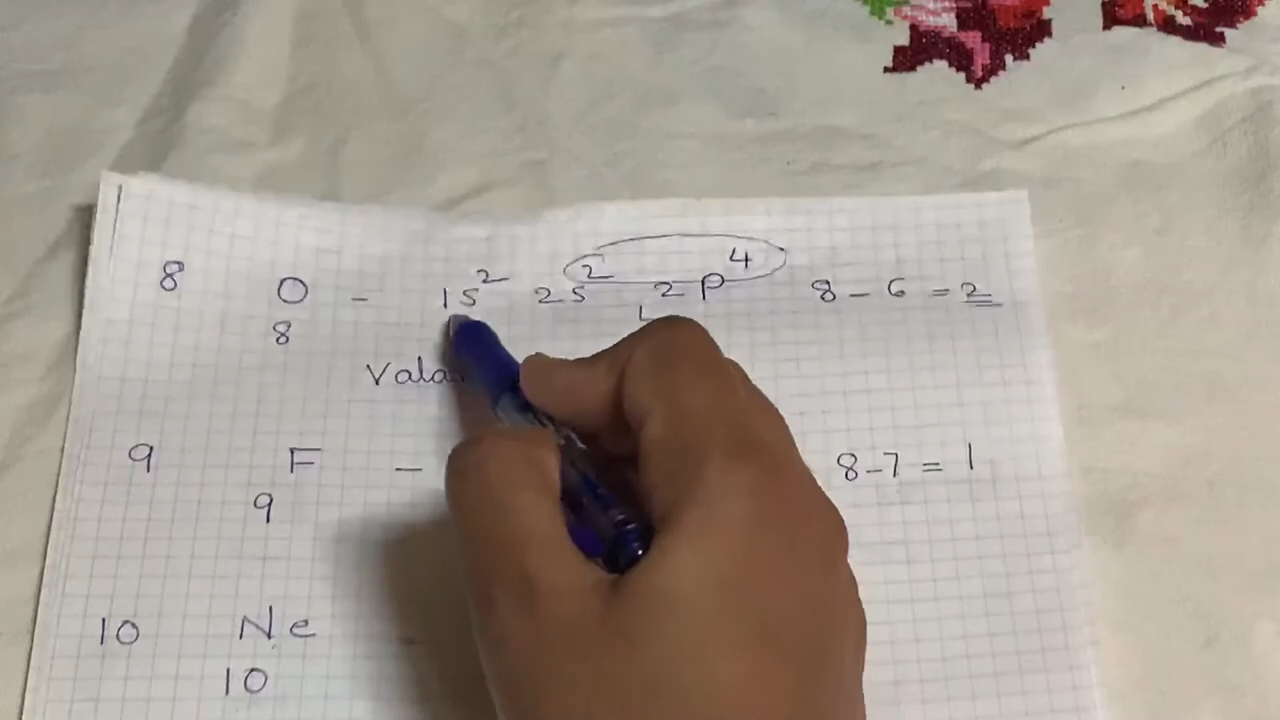 8 O - 1s² 2s² 2p⁴ 8 - 6 = 2
8
9 F - 8-7 = 1
9
10 Ne
10